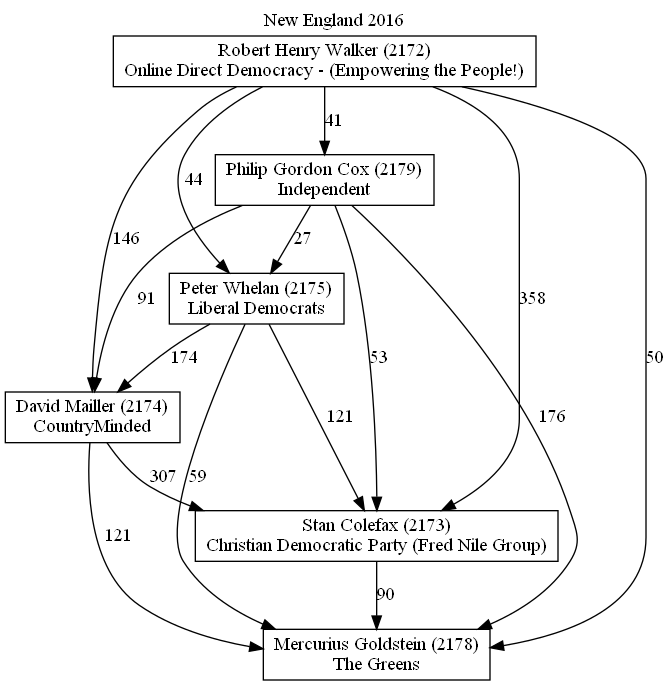 New England 2016
Robert Henry Walker (2172)
Online Direct Democracy - (Empowering the People!)
41
Philip Gordon Cox (2179)
Independent
44
146
27
91
Peter Whelan (2175)
Liberal Democrats
358
53
50
174
David Mailler (2174)
CountryMinded
121
176
307
59
Stan Colefax (2173)
Christian Democratic Party (Fred Nile Group)
121
90
Mercurius Goldstein (2178)
The Greens